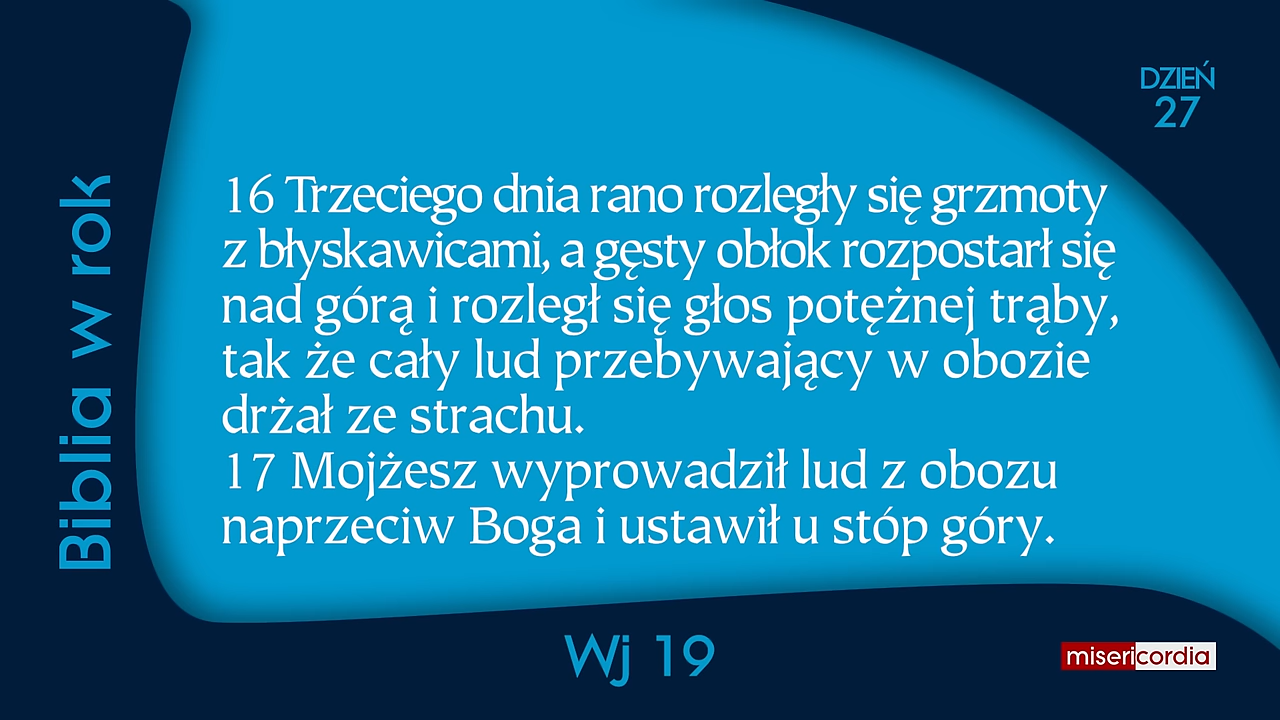 DZIEŃ
27
Biblia w rok
16 Trzeciego dnia rano rozległy się grzmoty
z błyskawicami, a gęsty obłok rozpostarł się
nad górą i rozległ się głos potężnej trąby,
tak że cały lud przebywający w obozie
drżał ze strachu.
17 Mojżesz wyprowadził lud z obozu
naprzeciw Boga i ustawił u stóp góry.
Wj 19
misericordia